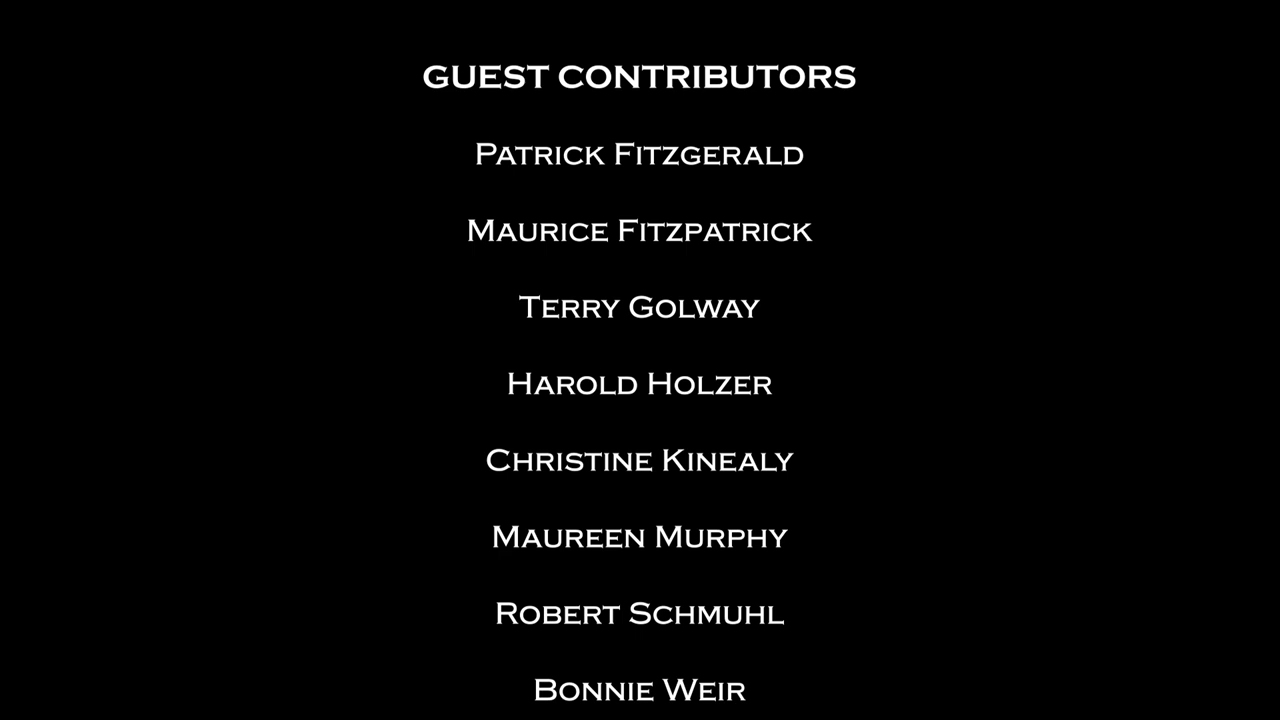 GUEST CONTRIBUTORS
PATRICK FITZGERALD
MAURICE FITZPATRICK
TERRY GOLWAY
HAROLD HOLZER
CHRISTINE KINEALY
MAUREEN MURPHY
ROBERT SCHMUHL
BONNIE WEIR